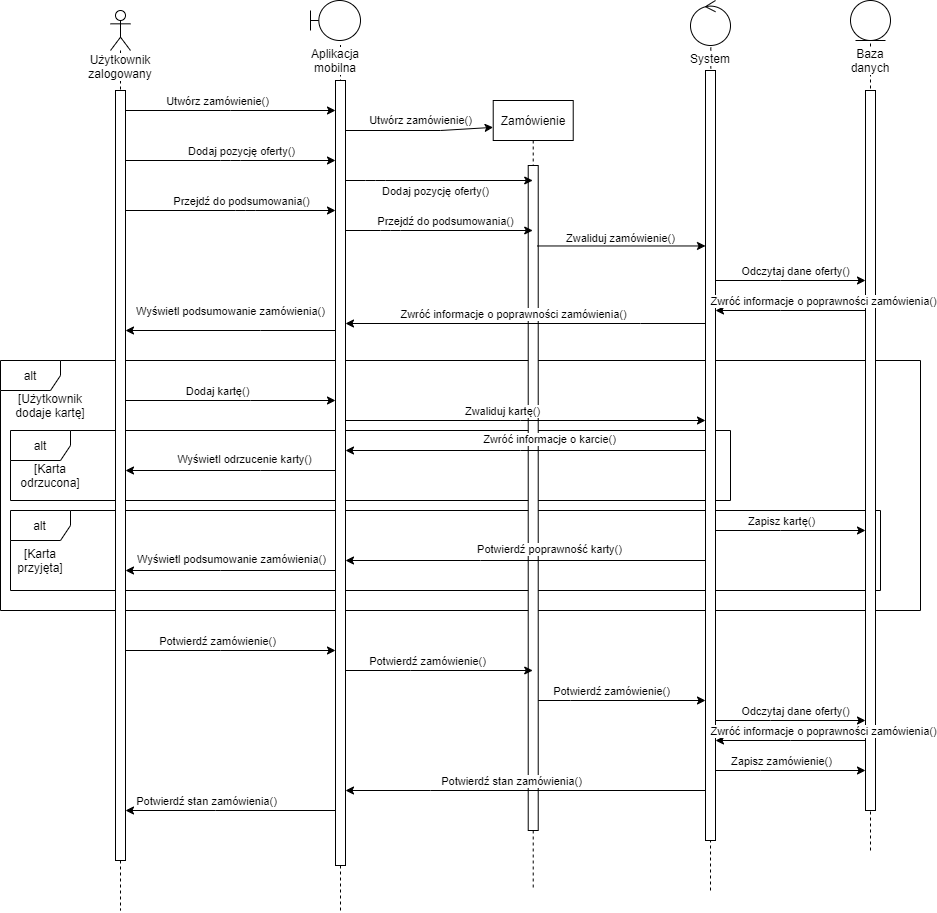 Użytkownik
zalogowany
Aplikacja
mobilna
System
Baza
danych
Utwórz zamówienie()
Utwórz zamówienie()
Zamówienie
Dodaj pozycję oferty()
Dodaj pozycję oferty()
Przejdź do podsumowania()
Przejdź do podsumowania()
Zwaliduj zamówienie()
Odczytaj dane oferty()
Zwróć informacje o poprawności zamówienia()
Wyświetl podsumowanie zamówienia()
Zwróć informacje o poprawności zamówienia()
alt
[Użytkownik
dodaje kartę]
Dodaj kartę()
Zwaliduj kartę()
alt
[Karta
odrzucona]
Zwróć informacje o karcie()
Wyświetl odrzucenie karty()
alt
[Karta
przyjęta]
Zapisz kartę()
Potwierdź poprawność karty()
Wyświetl podsumowanie zamówienia()
Potwierdź zamówienie()
Potwierdź zamówienie()
Potwierdź zamówienie()
Odczytaj dane oferty()
Zwróć informacje o poprawności zamówienia()
Zapisz zamówienie()
Potwierdź stan zamówienia()
Potwierdź stan zamówienia()